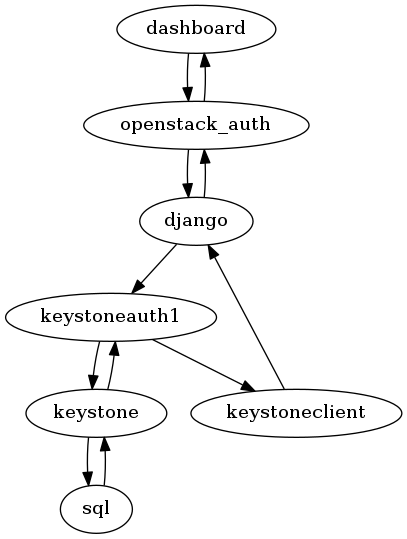 dashboard
openstack_auth
django
keystoneauth1
keystone
keystoneclient
sql